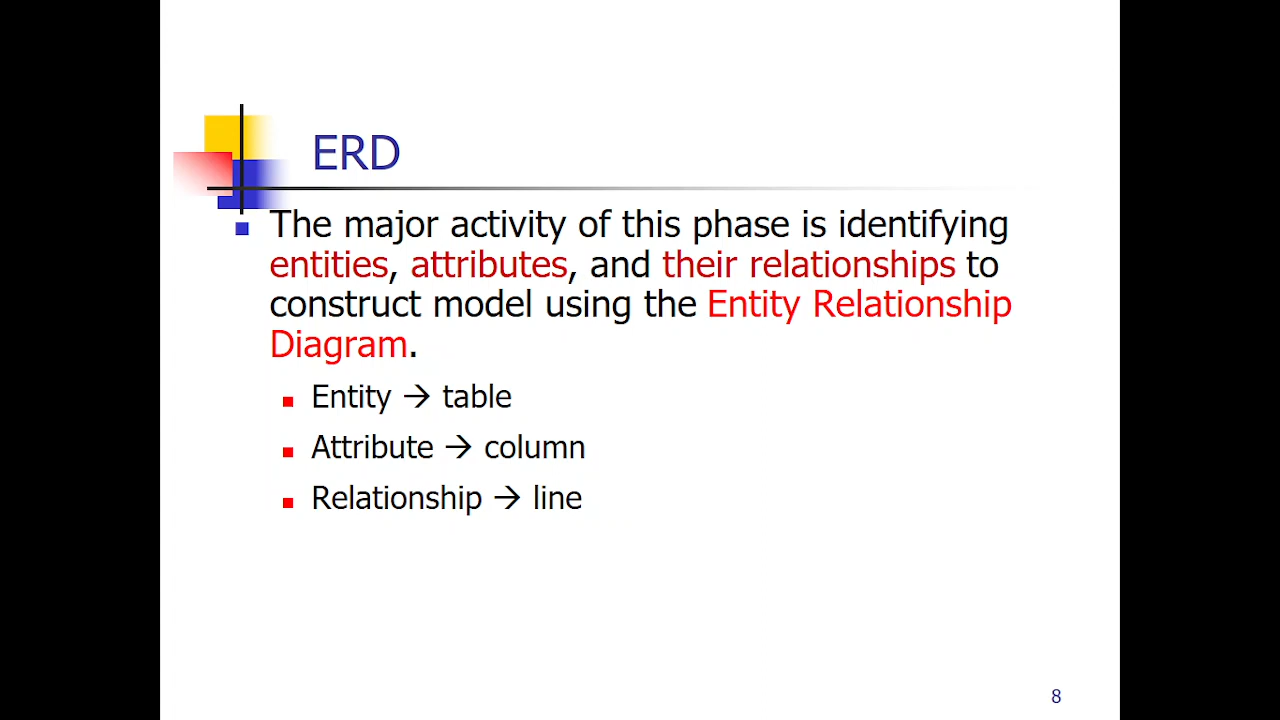 ERD
The major activity of this phase is identifying
entities, attributes, and their relationships to
construct model using the Entity Relationship
Diagram.
Entity → table
Attribute → column
Relationship → line
8